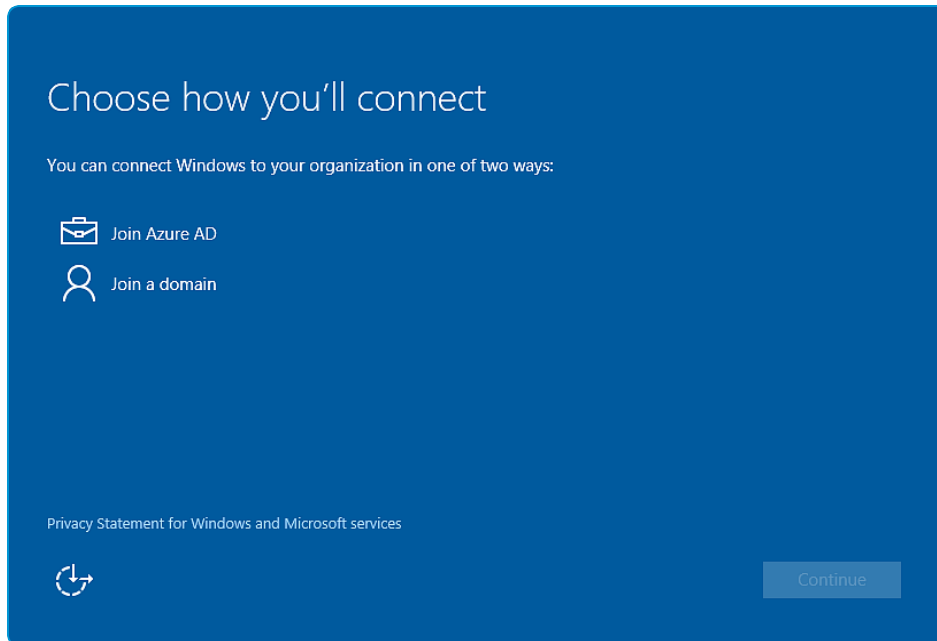 Choose how you'll connect
You can connect Windows to your organization in one of two ways:
Join Azure AD
Join a domain
Privacy Statement for Windows and Microsoft services
Continue